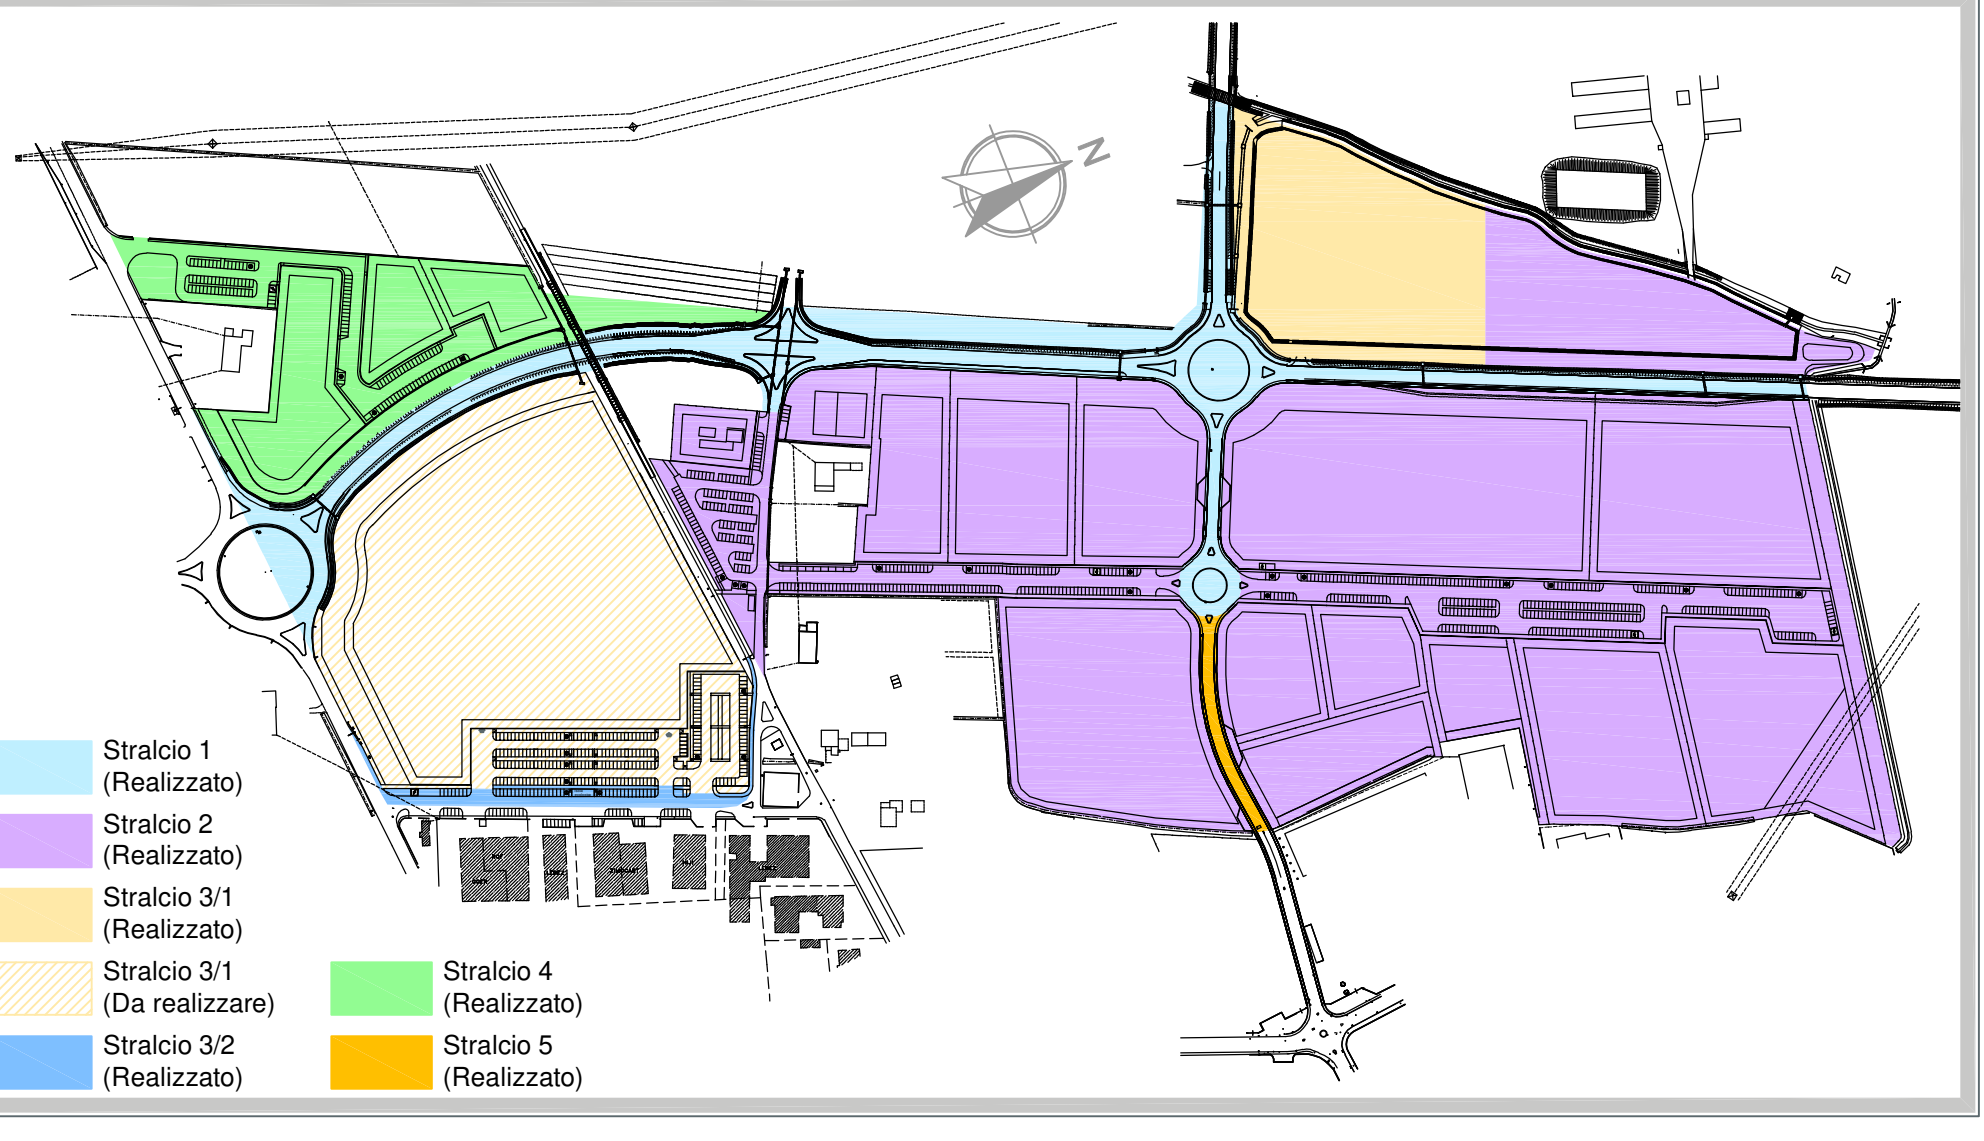 N
Stralcio 1
(Realizzato)
Stralcio 2
(Realizzato)
Stralcio 3/1
(Realizzato)
Stralcio 3/1
(Da realizzare)
Stralcio 3/2
(Realizzato)
Stralcio 4
(Realizzato)
Stralcio 5
(Realizzato)